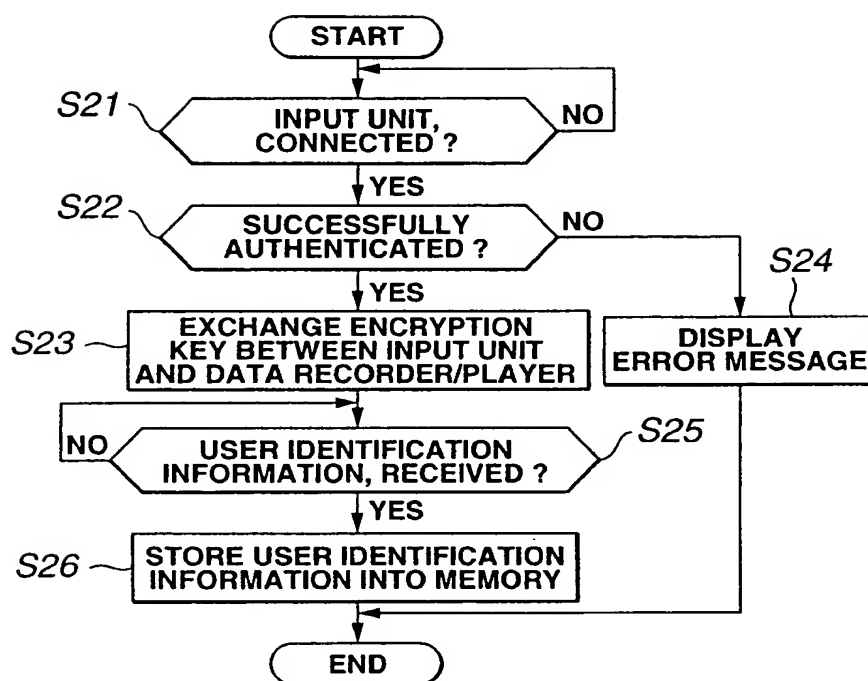 START
S21
INPUT UNIT,
CONNECTED ?
NO
YES
S22
SUCCESSFULLY
AUTHENTICATED ?
NO
YES
S24
DISPLAY
ERROR MESSAGE
S23
EXCHANGE ENCRYPTION
KEY BETWEEN INPUT UNIT
AND DATA RECORDER/PLAYER
NO
USER IDENTIFICATION
INFORMATION, RECEIVED ?
S25
YES
S26
STORE USER IDENTIFICATION
INFORMATION INTO MEMORY
END